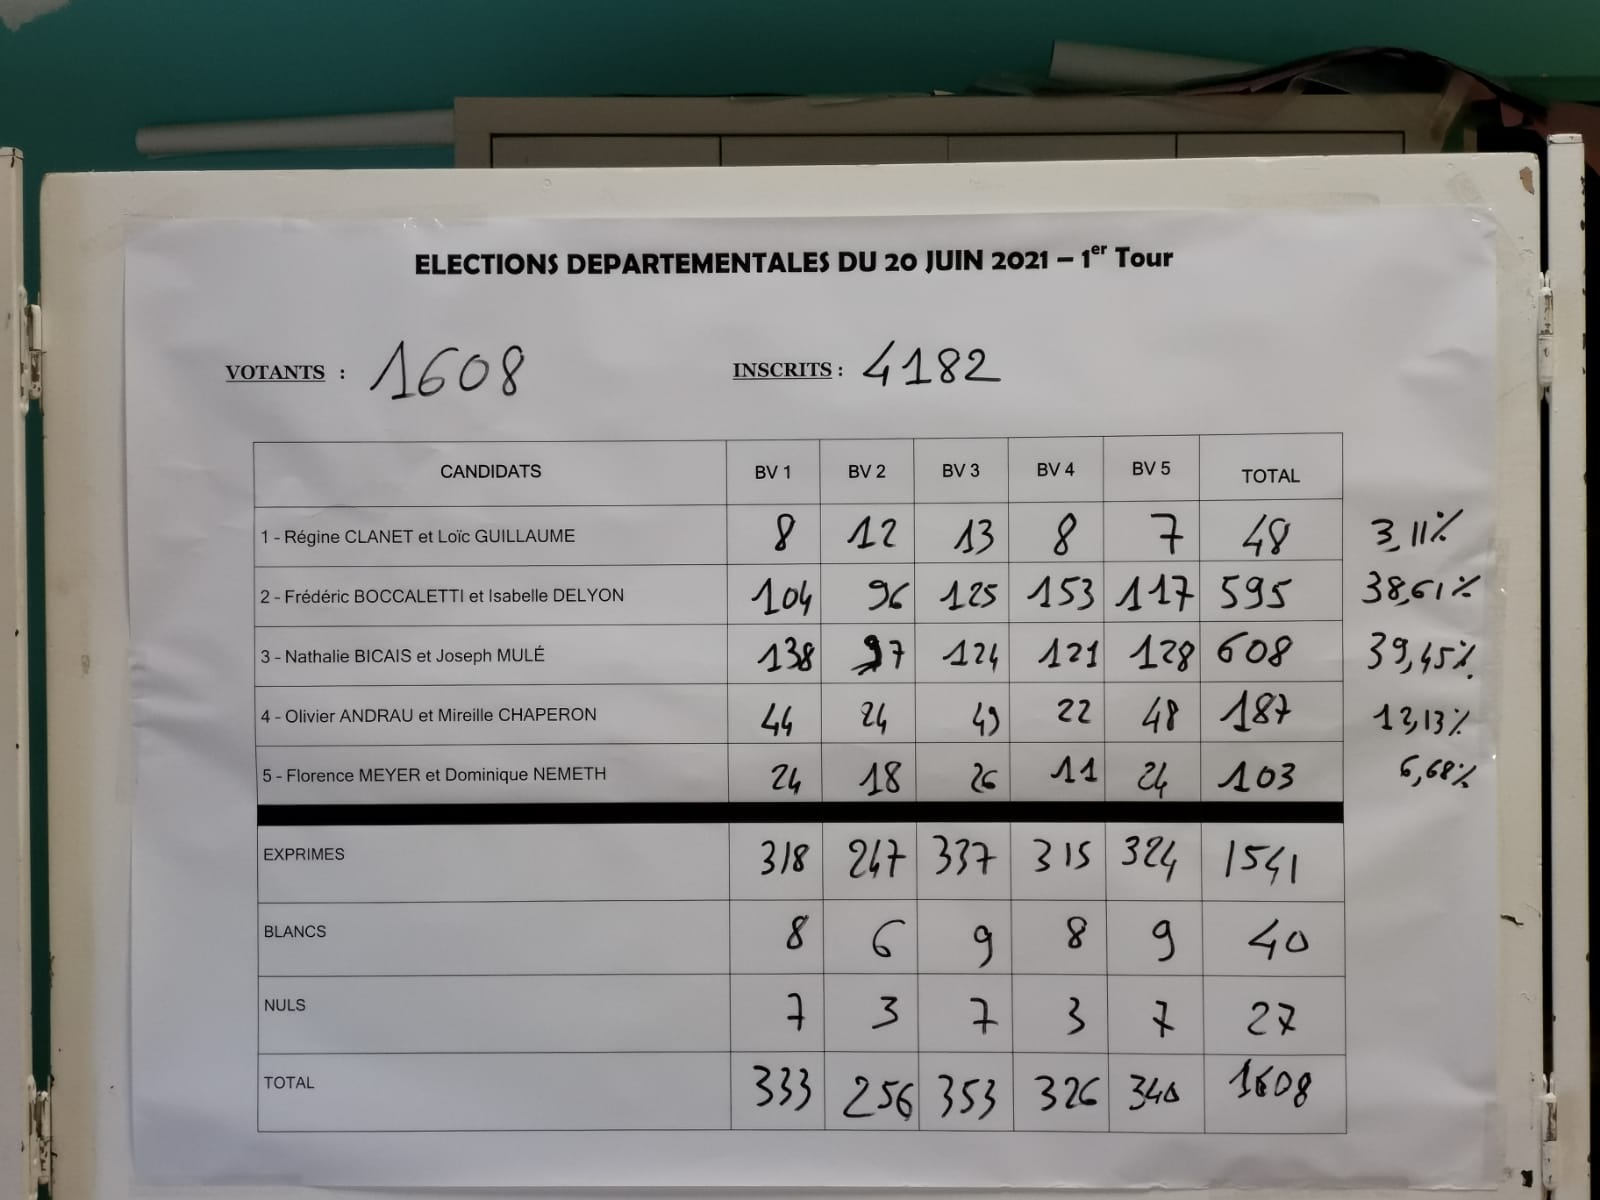 ELECTIONS DEPARTEMENTALES DU 20 JUIN 2021 – 1er Tour
VOTANTS : 1608 INSCRITS : 4182
CANDIDATS BV 1 BV 2 BV 3 BV 4 BV 5 TOTAL
1 - Régine CLANET et Loïc GUILLAUME 8 12 13 8 7 48 3,11%
2 - Frédéric BOCCALETTI et Isabelle DELYON 104 96 125 153 117 595 38,61%
3 - Nathalie BICAIS et Joseph MULÉ 138 97 124 121 128 608 39,45%
4 - Olivier ANDRAU et Mireille CHAPERON 44 24 49 22 48 187 12,13%
5 - Florence MEYER et Dominique NEMETH 24 18 26 11 24 103 6,68%
EXPRIMES 318 247 337 315 324 1541
BLANCS 8 6 9 8 9 40
NULS 7 3 7 3 7 27
TOTAL 333 256 353 326 340 1608